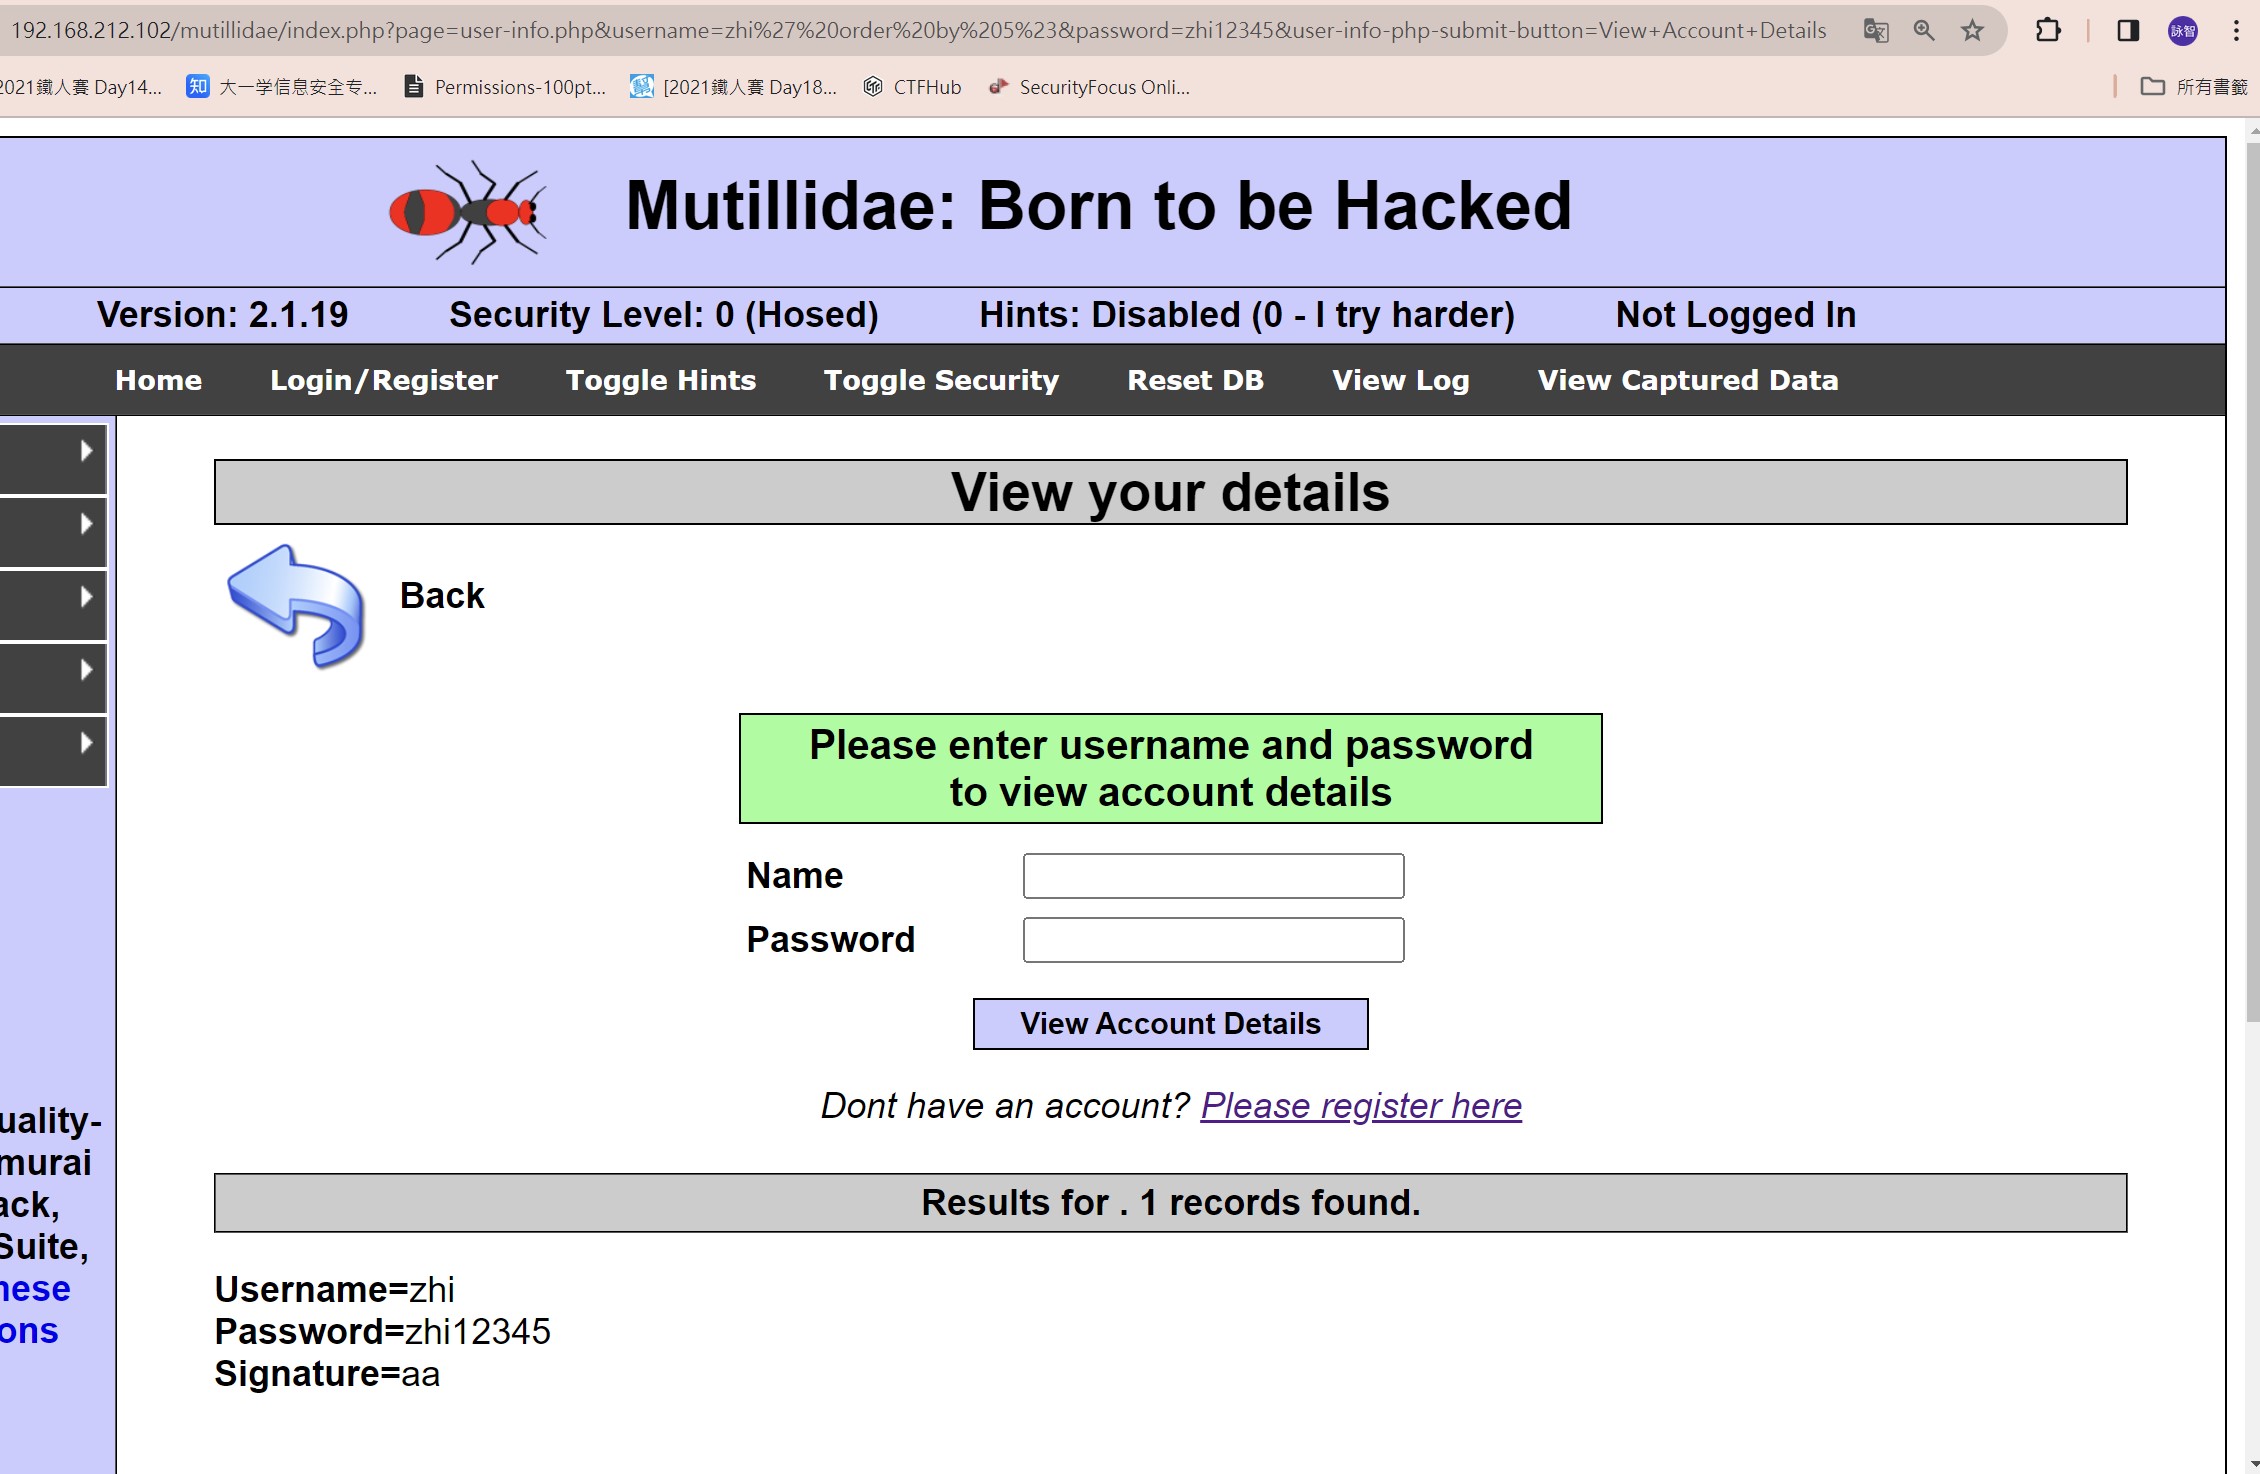 192.168.212.102/mutillidae/index.php?page=user-info.php&username=zhi%27%20order%20by%205%23&password=zhi12345&user-info-php-submit-button=View+Account+Details
詠智
2021鐵人賽 Day14... 知 大一学信息安全专... Permissions-100pt... [2021鐵人賽 Day18... CTFHub SecurityFocus Onli... 所有書籤
Mutillidae: Born to be Hacked
Version: 2.1.19 Security Level: 0 (Hosed) Hints: Disabled (0 - I try harder) Not Logged In
Home Login/Register Toggle Hints Toggle Security Reset DB View Log View Captured Data
View your details
Back
Please enter username and password
to view account details
Name
Password
View Account Details
Dont have an account? Please register here
uality-
murai
ack,
Suite,
hese
ons
Results for . 1 records found.
Username=zhi
Password=zhi12345
Signature=aa